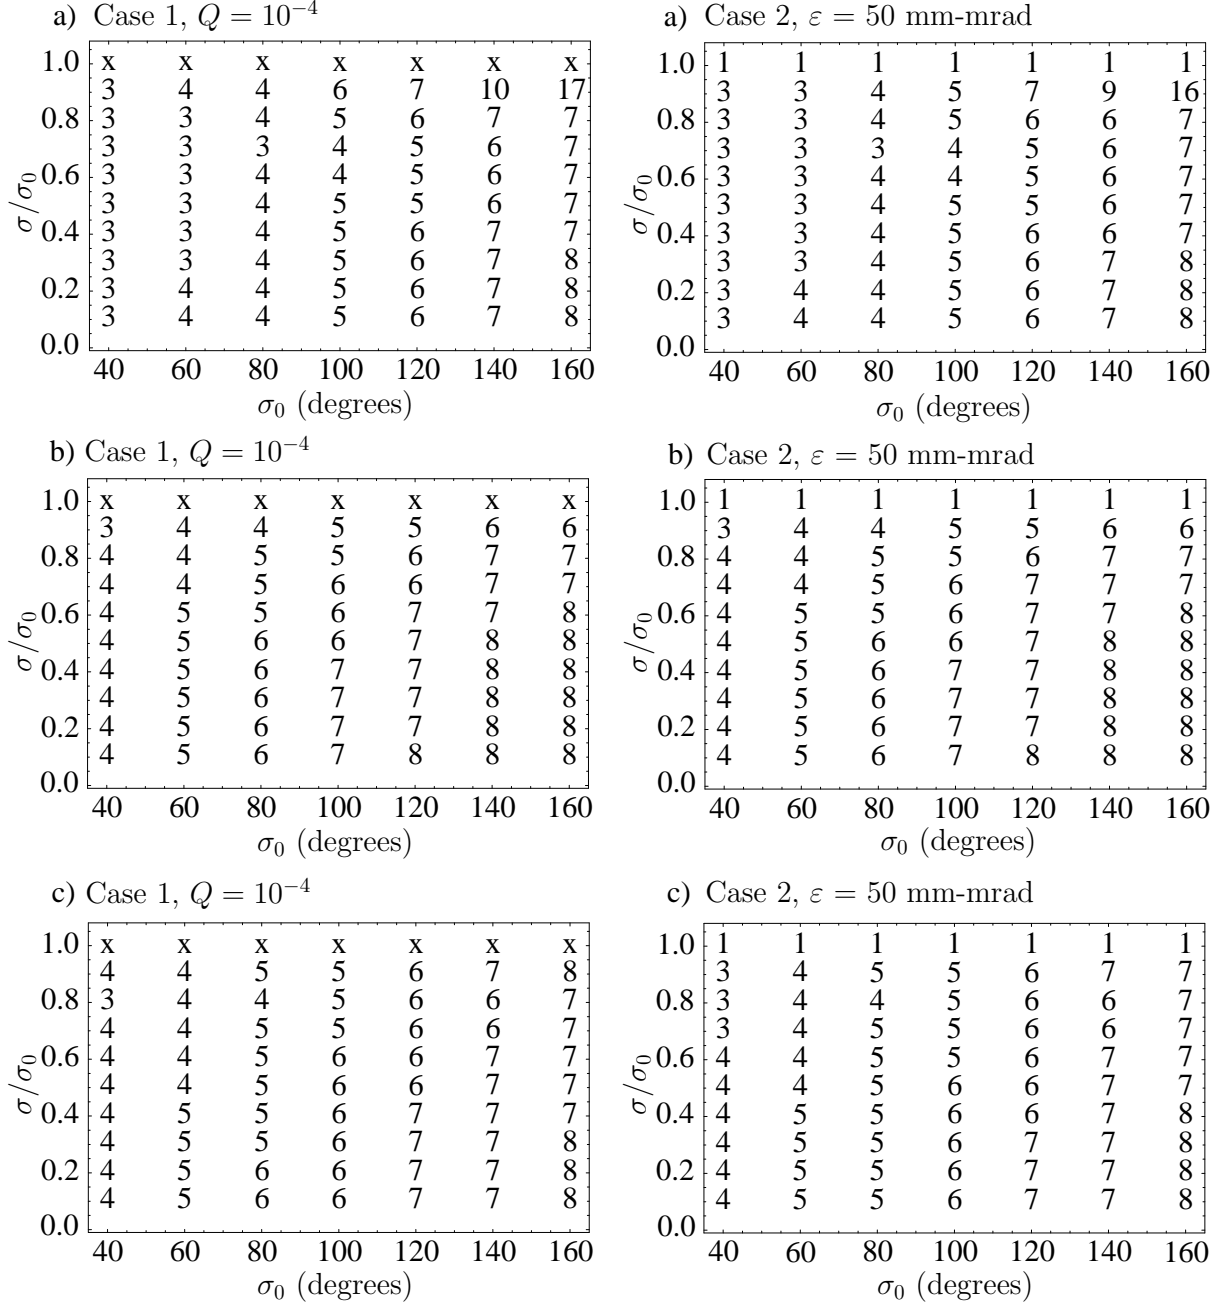 a) Case 1, Q = 10⁻⁴
1.0 x x x x x x x
3 4 4 6 7 10 17
0.8 3 3 4 5 6 7 7
3 3 3 4 5 6 7
0.6 3 3 4 4 5 6 7
3 3 4 5 5 6 7
0.4 3 3 4 5 6 7 7
3 3 4 5 6 7 8
0.2 3 4 4 5 6 7 8
3 4 4 5 6 7 8
0.0
σ/σ₀
40 60 80 100 120 140 160
σ₀ (degrees)
a) Case 2, ε = 50 mm-mrad
1.0 1 1 1 1 1 1 1
3 3 4 5 7 9 16
0.8 3 3 4 5 6 6 7
3 3 3 4 5 6 7
0.6 3 3 4 4 5 6 7
3 3 4 5 5 6 7
0.4 3 3 4 5 6 6 7
3 3 4 5 6 7 8
0.2 3 4 4 5 6 7 8
3 4 4 5 6 7 8
0.0
σ/σ₀
40 60 80 100 120 140 160
σ₀ (degrees)
b) Case 1, Q = 10⁻⁴
1.0 x x x x x x x
3 4 4 5 5 6 6
0.8 4 4 5 5 6 7 7
4 4 5 6 6 7 7
0.6 4 5 5 6 7 7 8
4 5 6 6 7 8 8
0.4 4 5 6 7 7 8 8
4 5 6 7 7 8 8
0.2 4 5 6 7 7 8 8
4 5 6 7 8 8 8
0.0
σ/σ₀
40 60 80 100 120 140 160
σ₀ (degrees)
b) Case 2, ε = 50 mm-mrad
1.0 1 1 1 1 1 1 1
3 4 4 5 5 6 6
0.8 4 4 5 5 6 7 7
4 4 5 6 7 7 7
0.6 4 5 5 6 7 7 8
4 5 6 6 7 8 8
0.4 4 5 6 7 7 8 8
4 5 6 7 7 8 8
0.2 4 5 6 7 7 8 8
4 5 6 7 8 8 8
0.0
σ/σ₀
40 60 80 100 120 140 160
σ₀ (degrees)
c) Case 1, Q = 10⁻⁴
1.0 x x x x x x x
4 4 5 5 6 7 8
0.8 3 4 4 5 6 6 7
4 4 5 5 6 6 7
0.6 4 4 5 6 6 7 7
4 4 5 6 6 7 7
0.4 4 5 5 6 7 7 7
4 5 5 6 7 7 8
0.2 4 5 6 6 7 7 8
4 5 6 6 7 7 8
0.0
σ/σ₀
40 60 80 100 120 140 160
σ₀ (degrees)
c) Case 2, ε = 50 mm-mrad
1.0 1 1 1 1 1 1 1
3 4 5 5 6 7 7
0.8 3 4 4 5 6 6 7
3 4 5 5 6 6 7
0.6 4 4 5 5 6 7 7
4 4 5 6 6 7 7
0.4 4 5 5 6 6 7 8
4 5 5 6 7 7 8
0.2 4 5 5 6 7 7 8
4 5 5 6 7 7 8
0.0
σ/σ₀
40 60 80 100 120 140 160
σ₀ (degrees)